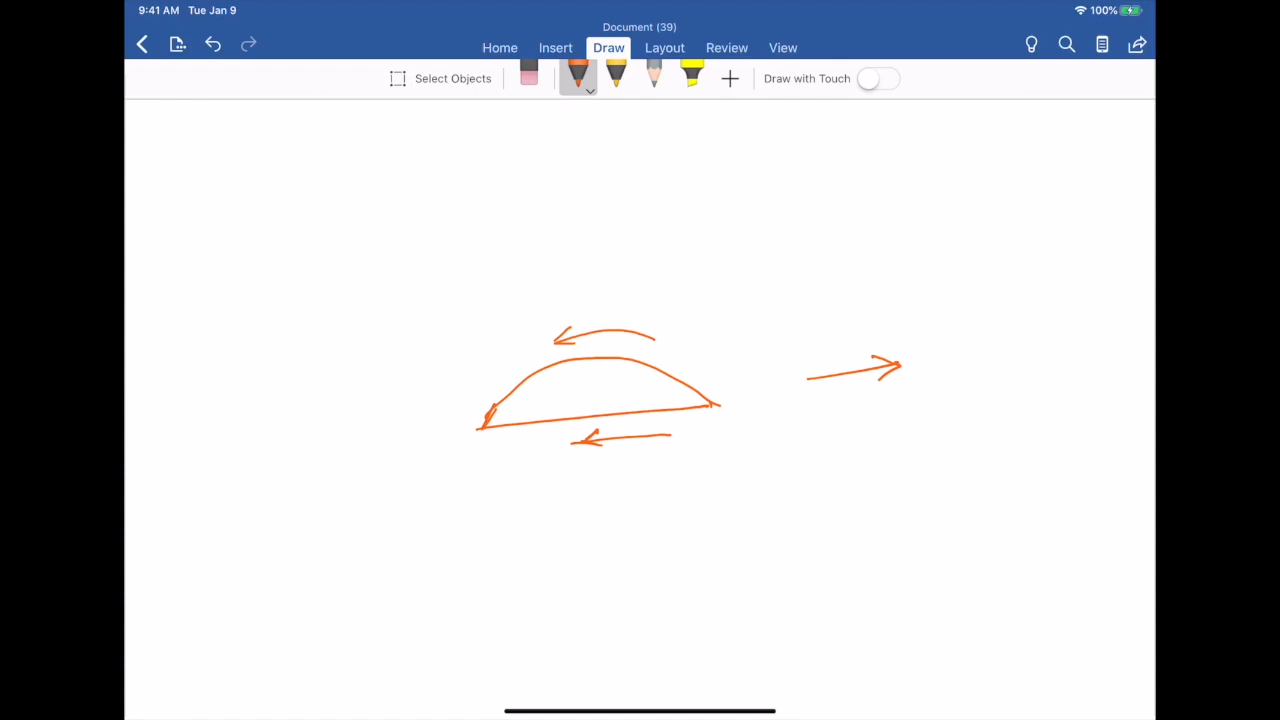 9:41 AM Tue Jan 9
100%
Document (39)
Home Insert Draw Layout Review View
Select Objects
Draw with Touch